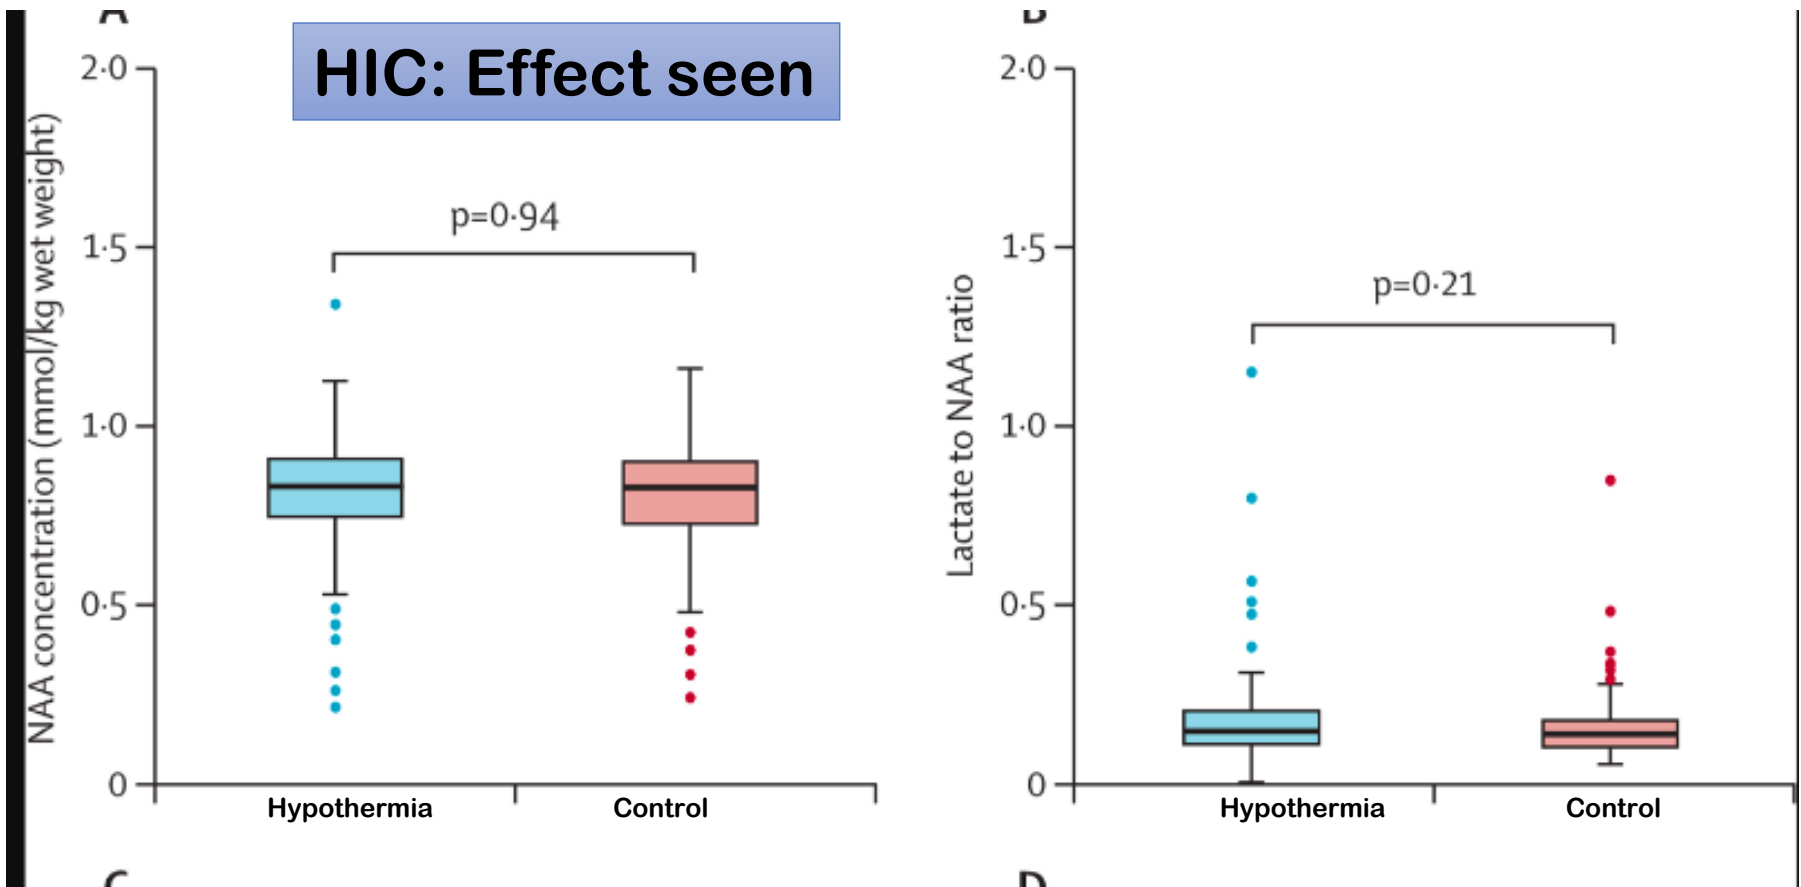 A
B
HIC: Effect seen
NAA concentration (mmol/kg wet weight)
2·0
1·5
1·0
0·5
0
p=0·94
Hypothermia
Control
Lactate to NAA ratio
2·0
1·5
1·0
0·5
0
p=0·21
Hypothermia
Control
C
D